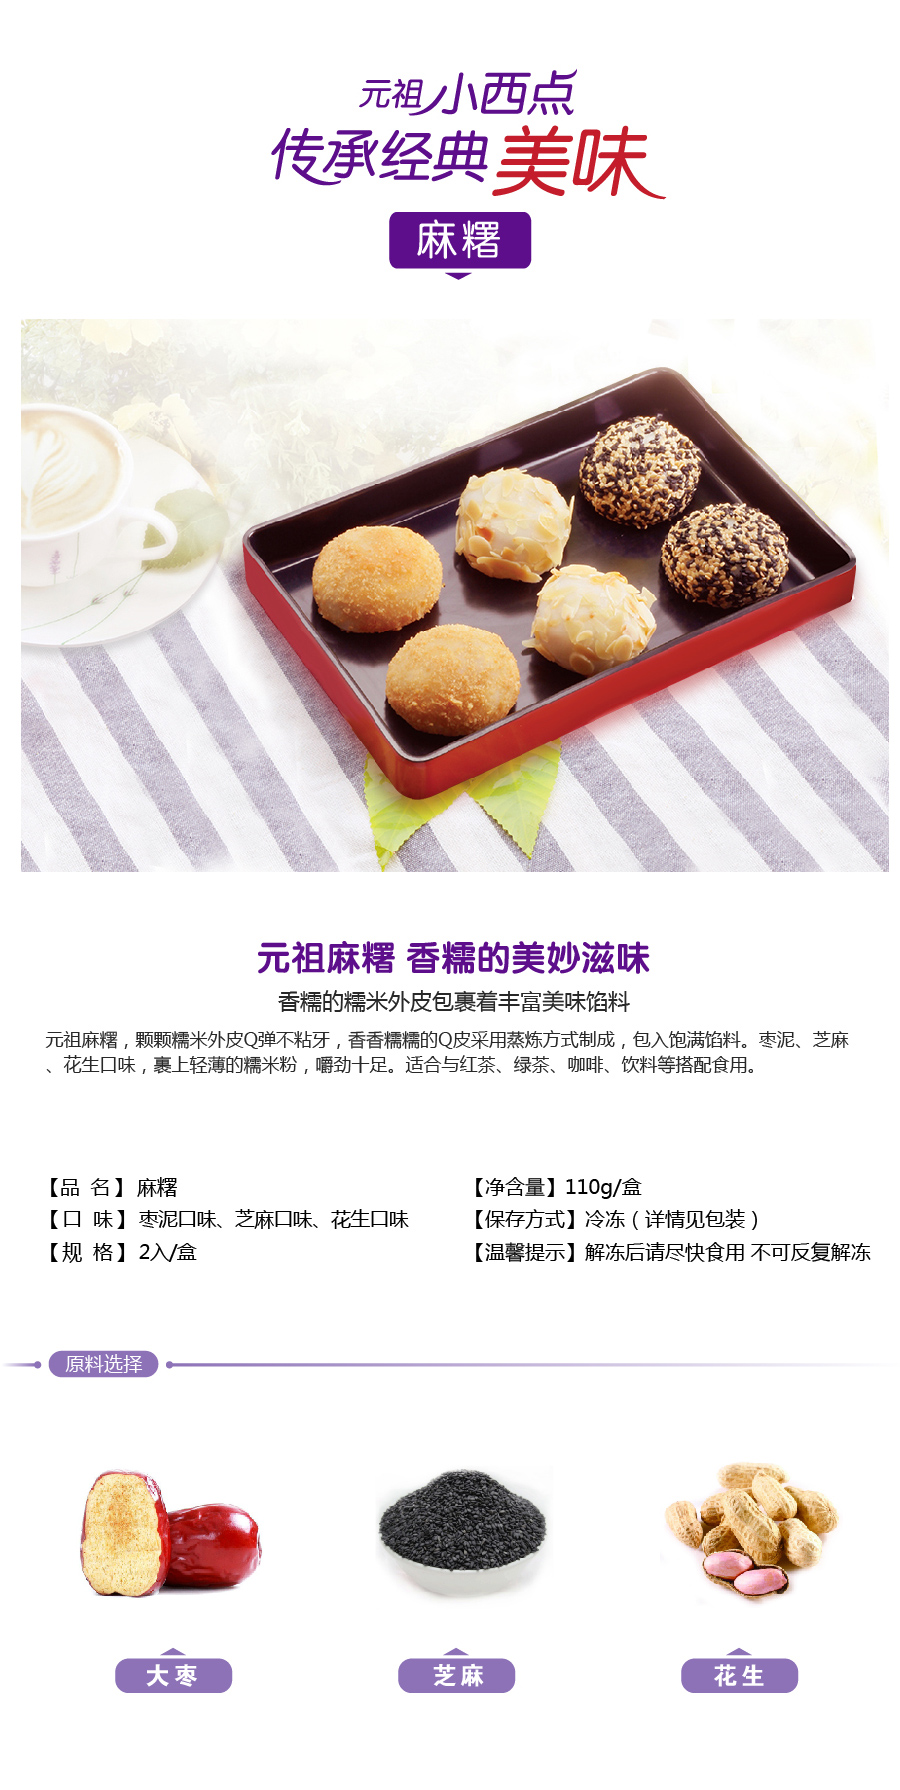 元祖小西点
传承经典美味
麻糬
元祖麻糬 香糯的美妙滋味
香糯的糯米外皮包裹着丰富美味馅料
元祖麻糬，颗颗糯米外皮Q弹不粘牙，香香糯糯的Q皮采用蒸炼方式制成，包入饱满馅料。枣泥、芝麻
、花生口味，裹上轻薄的糯米粉，嚼劲十足。适合与红茶、绿茶、咖啡、饮料等搭配食用。
【品 名】麻糬
【净含量】110g/盒
【口 味】枣泥口味、芝麻口味、花生口味
【保存方式】冷冻（详情见包装）
【规 格】2入/盒
【温馨提示】解冻后请尽快食用 不可反复解冻
原料选择
大枣
芝麻
花生